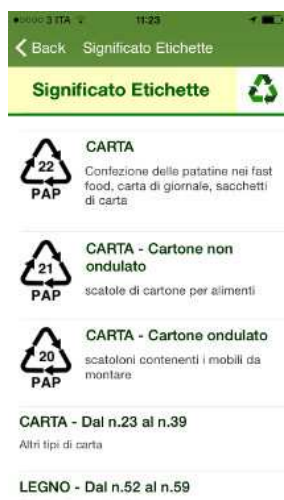 3 ITA 11:23
Back Significato Etichette
Significato Etichette
22
PAP
CARTA
Confezione delle patatine nei fast
food, carta di giornale, sacchetti
di carta
21
PAP
CARTA - Cartone non
ondulato
scatole di cartone per alimenti
20
PAP
CARTA - Cartone ondulato
scatoloni contenenti i mobili da
montare
CARTA - Dal n.23 al n.39
Altri tipi di carta
LEGNO - Dal n.52 al n.59